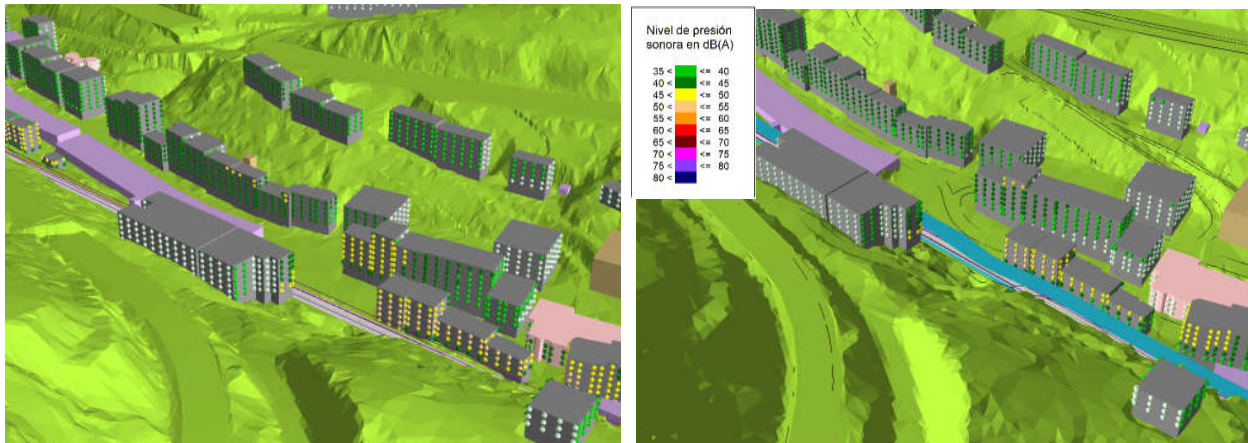 Nivel de presión
sonora en dB(A)
35 < <= 40
40 < <= 45
45 < <= 50
50 < <= 55
55 < <= 60
60 < <= 65
65 < <= 70
70 < <= 75
75 < <= 80
80 <